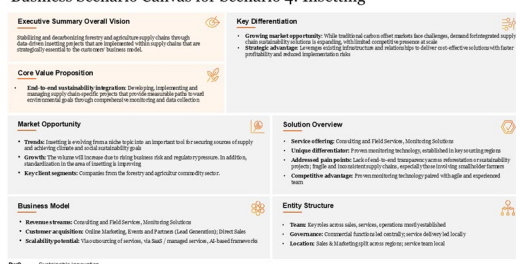 Business Scenario Canvas for Scenario 4: Insetting
Executive Summary Overall Vision
Stabilizing and decarbonizing forestry and agriculture supply chains through
data-driven insetting projects that are implemented within supply chains that are
strategically essential to the customers' business model.
Core Value Proposition
• End-to-end sustainability integration: Developing, implementing and
managing supply chain-specific projects that provide measurable paths toward
environmental goals through comprehensive monitoring and data collection
Key Differentiation
• Growing market opportunity: While traditional carbon offset markets face challenges, demand for integrated supply
chain sustainability solutions is expanding, with limited competitive presence at scale
• Strategic advantage: Leverages existing infrastructure and relationships to deliver cost-effective solutions with faster
profitability and reduced implementation risks
Market Opportunity
• Trends: Insetting is evolving from a niche topic into an important tool for securing sources of supply
and achieving climate and social sustainability goals
• Growth: The volume will increase due to rising business risk and regulatory pressure. In addition,
standardization in the area of insetting is improving
• Key client segments: Companies from the forestry and agriculture commodity sector.
Solution Overview
• Service offering: Consulting and Field Services, Monitoring Solutions
• Unique differentiator: Proven monitoring technology, established in key sourcing regions
• Addressed pain points: Lack of end-to-end transparency across reforestation or sustainability
projects; fragile and inconsistent supply chains, especially those involving smallholder farmers
• Competitive advantage: Proven monitoring technology paired with agile and experienced
team
Business Model
• Revenue streams: Consulting and Field Services, Monitoring Solutions
• Customer acquisition: Online Marketing, Events and Partners (Lead Generation); Direct Sales
• Scalability potential: Via outsourcing of services, via SaaS / managed services, AI-based frameworks
Entity Structure
• Team: Key roles across sales, services, operations mostly established
• Governance: Commercial functions led centrally; service delivery led locally
• Location: Sales & Marketing split across regions; service team local
PwC Sustainable innovation